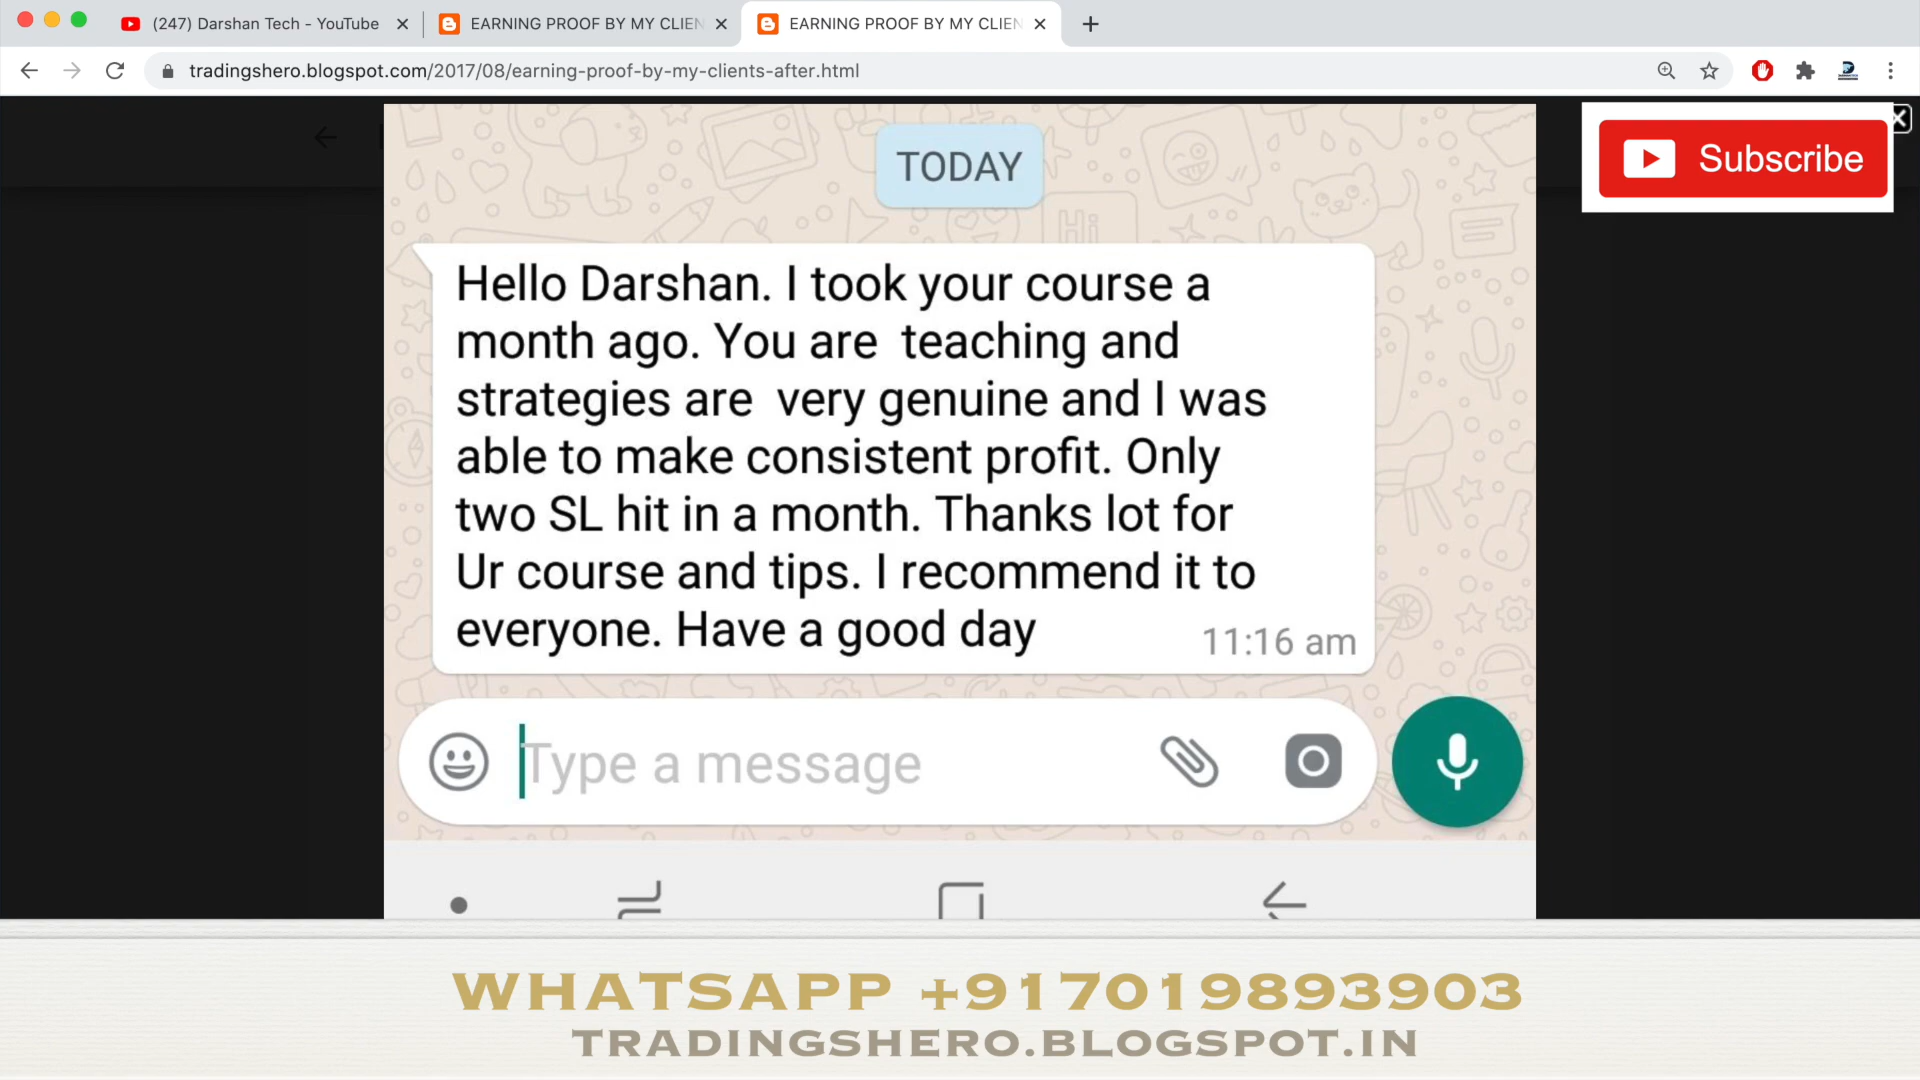 (247) Darshan Tech - YouTube
EARNING PROOF BY MY CLIEN
EARNING PROOF BY MY CLIEN
tradingshero.blogspot.com/2017/08/earning-proof-by-my-clients-after.html
Subscribe
TODAY
Hi
Hello Darshan. I took your course a
month ago. You are  teaching and
strategies are  very genuine and I was
able to make consistent profit. Only
two SL hit in a month. Thanks lot for
Ur course and tips. I recommend it to
everyone. Have a good day
11:16 am
Type a message
WHATSAPP +917019893903
TRADINGSHERO.BLOGSPOT.IN